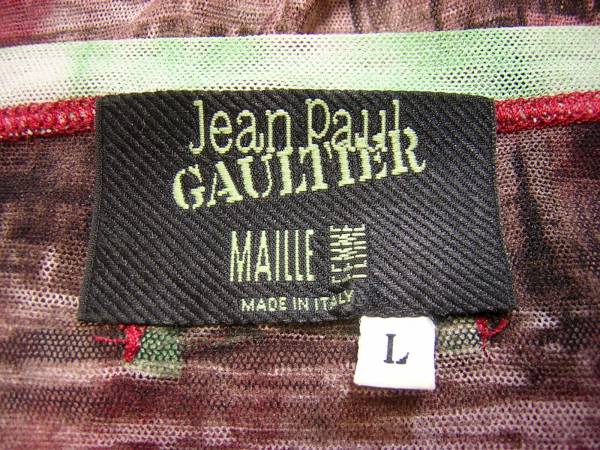 Jean Paul
GAULTIER
MAILLE FEMME
MADE IN ITALY
L